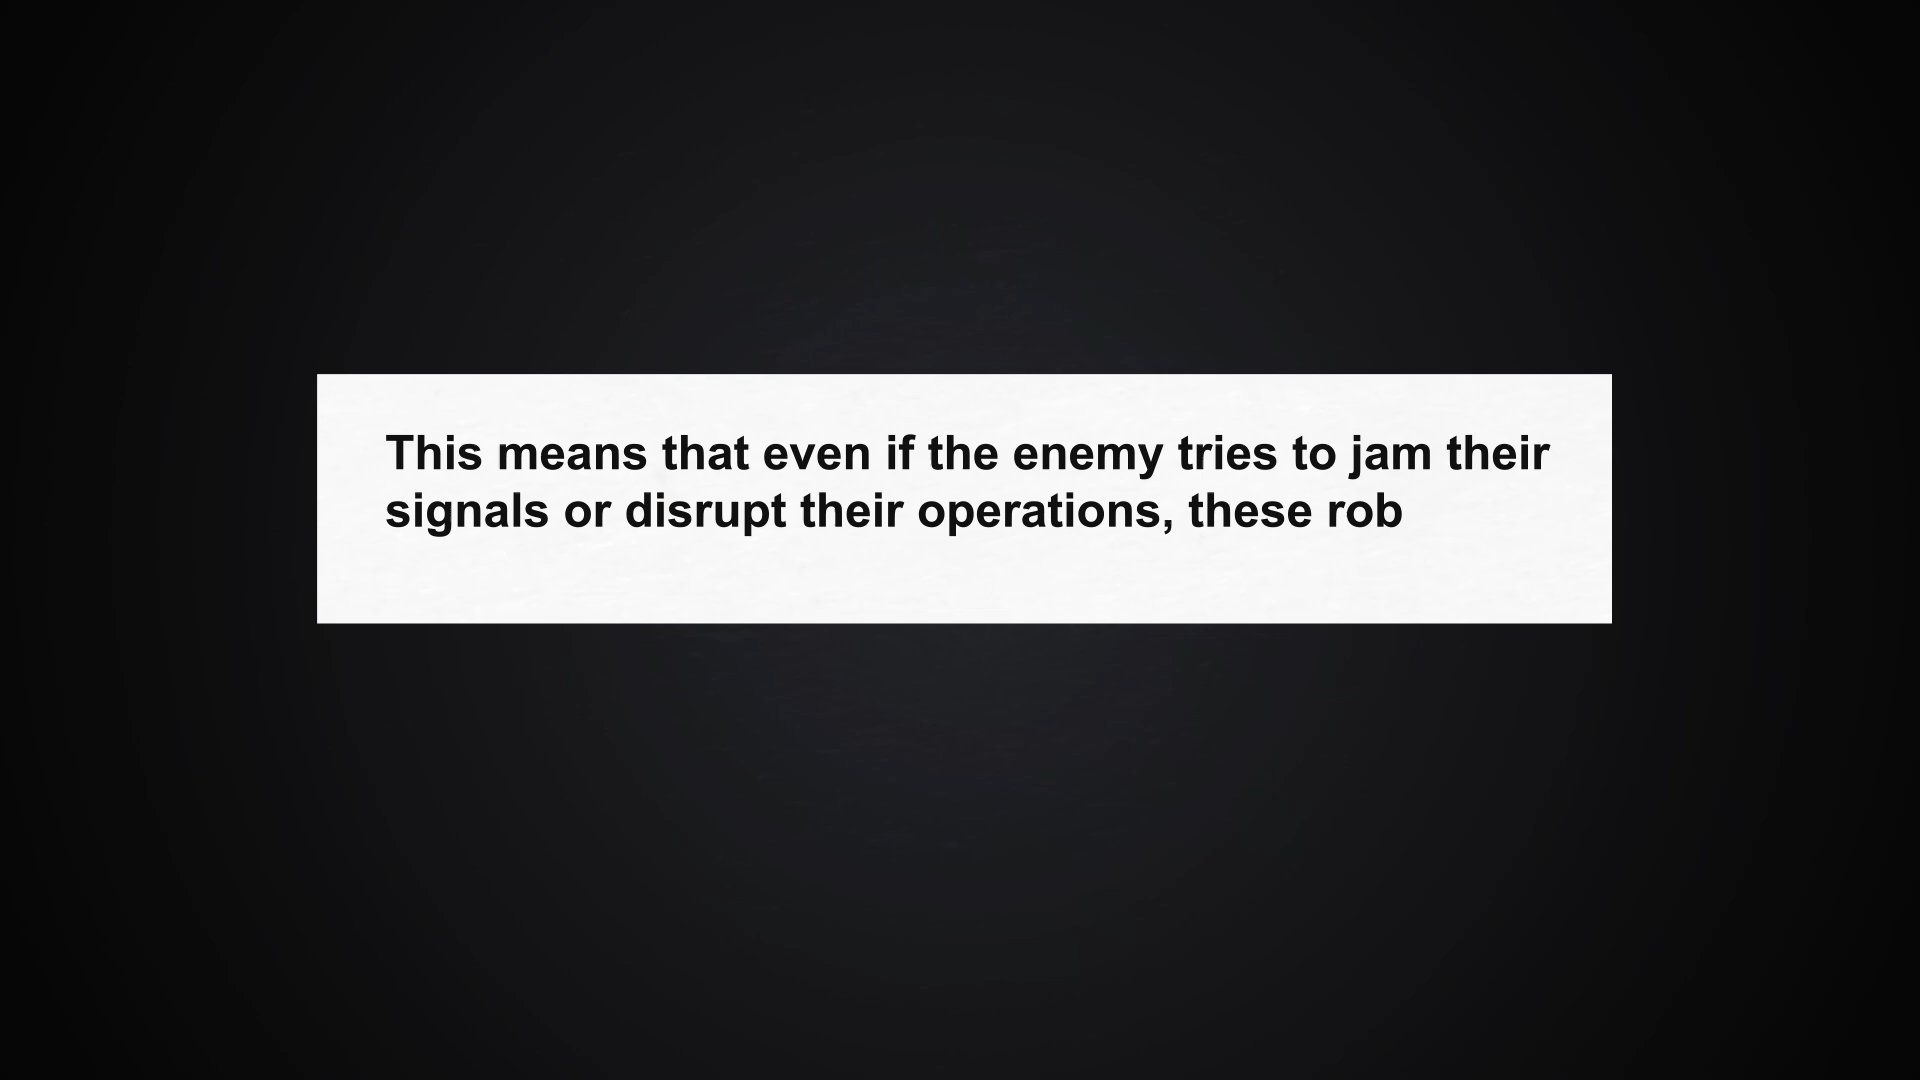 This means that even if the enemy tries to jam their
signals or disrupt their operations, these rob